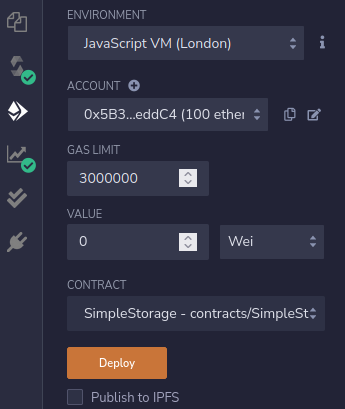 ENVIRONMENT
JavaScript VM (London)
ACCOUNT
0x5B3...eddC4 (100 ether
GAS LIMIT
3000000
VALUE
0 Wei
CONTRACT
SimpleStorage - contracts/SimpleSt
Deploy
Publish to IPFS